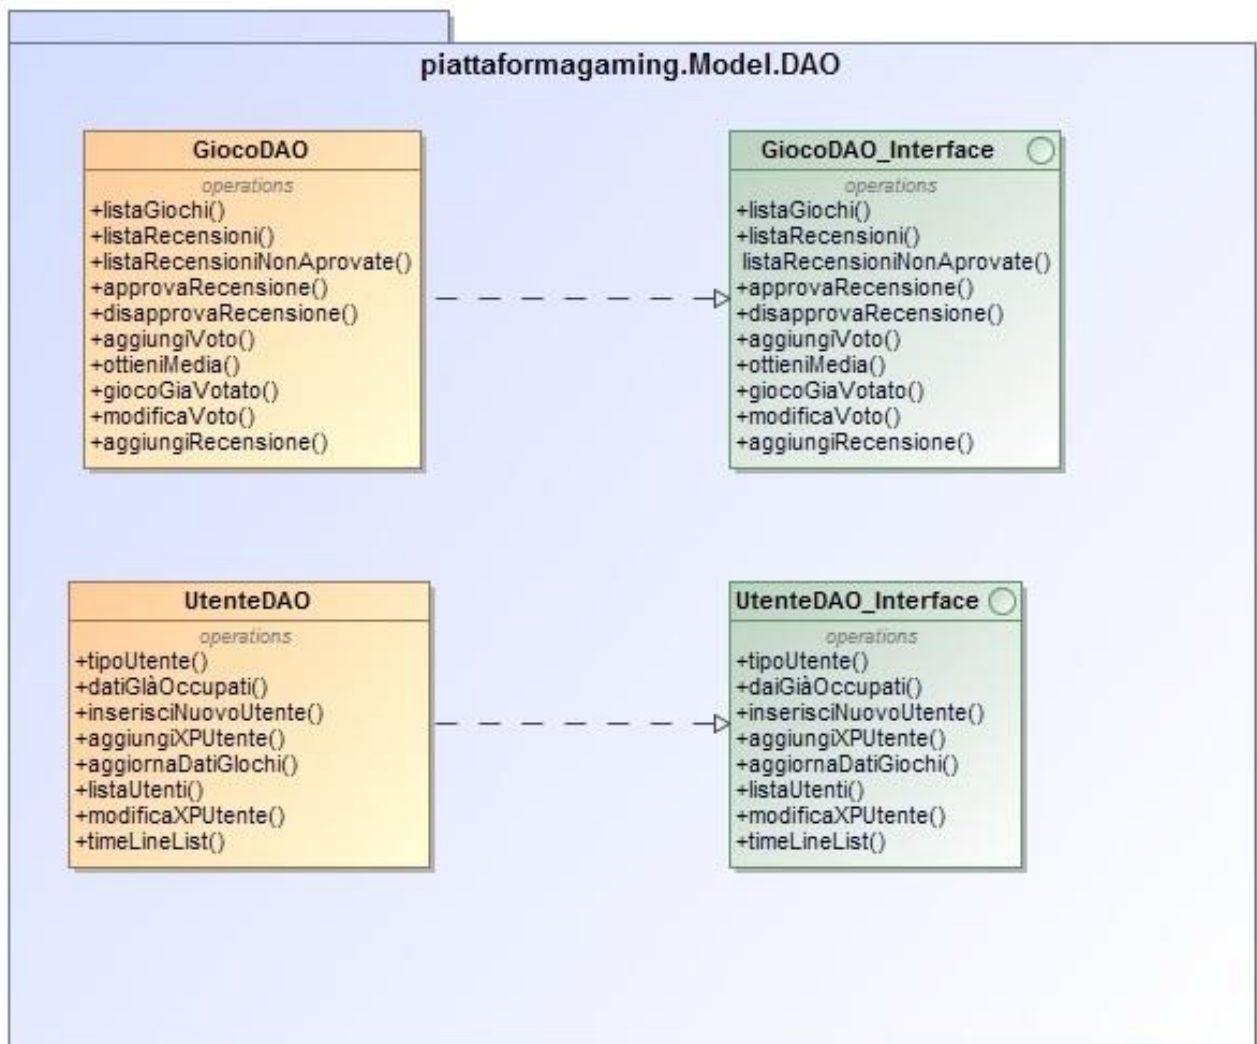 piattaformagaming.Model.DAO
GiocoDAO
operations
+listaGiochi()
+listaRecensioni()
+listaRecensioniNonAprovate()
+approvaRecensione()
+disapprovaRecensione()
+aggiungiVoto()
+ottieniMedia()
+giocoGiaVotato()
+modificaVoto()
+aggiungiRecensione()
GiocoDAO_Interface
operations
+listaGiochi()
+listaRecensioni()
listaRecensioniNonAprovate()
+approvaRecensione()
+disapprovaRecensione()
+aggiungiVoto()
+ottieniMedia()
+giocoGiaVotato()
+modificaVoto()
+aggiungiRecensione()
UtenteDAO
operations
+tipoUtente()
+datiGIàOccupati()
+inserisciNuovoUtente()
+aggiungiXPUtente()
+aggiornaDatiGIochi()
+listaUtenti()
+modificaXPUtente()
+timeLineList()
UtenteDAO_Interface
operations
+tipoUtente()
+daiGiàOccupati()
+inserisciNuovoUtente()
+aggiungiXPUtente()
+aggiornaDatiGiochi()
+listaUtenti()
+modificaXPUtente()
+timeLineList()